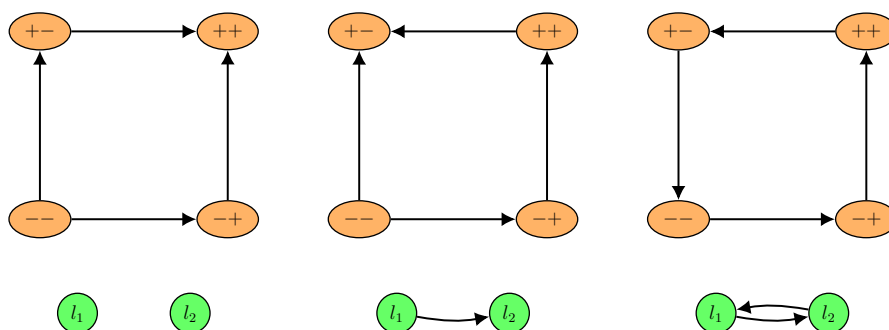 +− ++ +− ++ +− ++
−− −+ −− −+ −− −+
l₁ l₂ l₁ l₂ l₁ l₂